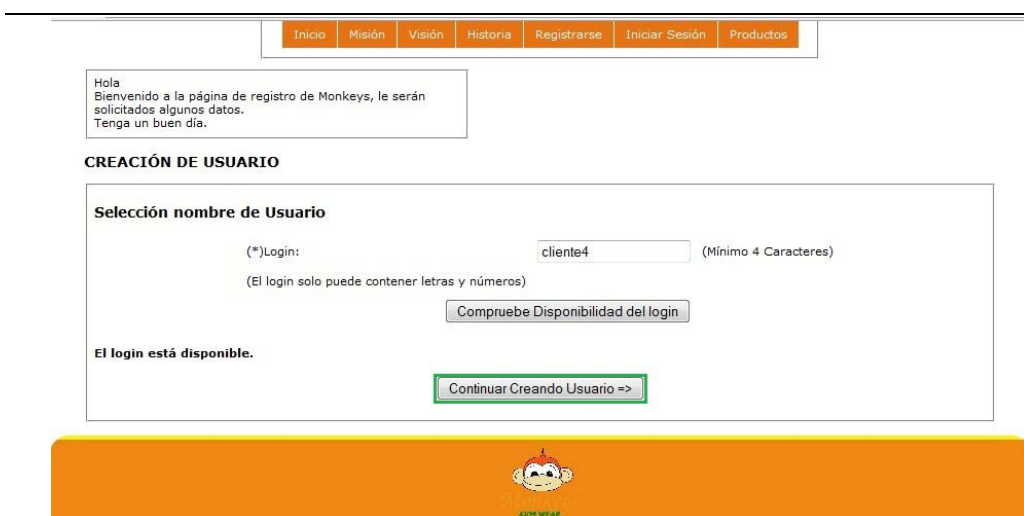 Inicio Misión Visión Historia Registrarse Iniciar Sesión Productos
Hola
Bienvenido a la página de registro de Monkeys, le serán
solicitados algunos datos.
Tenga un buen día.
CREACIÓN DE USUARIO
Selección nombre de Usuario
(*)Login: cliente4 (Mínimo 4 Caracteres)
(El login solo puede contener letras y números)
Compruebe Disponibilidad del login
El login está disponible.
Continuar Creando Usuario =>